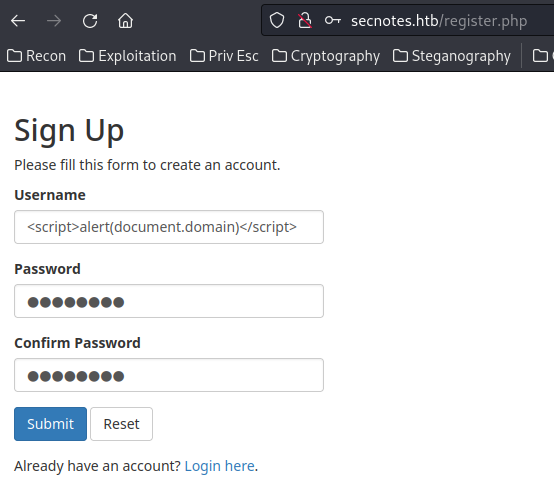 secnotes.htb/register.php
Recon Exploitation Priv Esc Cryptography Steganography
Sign Up
Please fill this form to create an account.
Username
<script>alert(document.domain)</script>
Password
●●●●●●●●
Confirm Password
●●●●●●●●
Submit Reset
Already have an account? Login here.